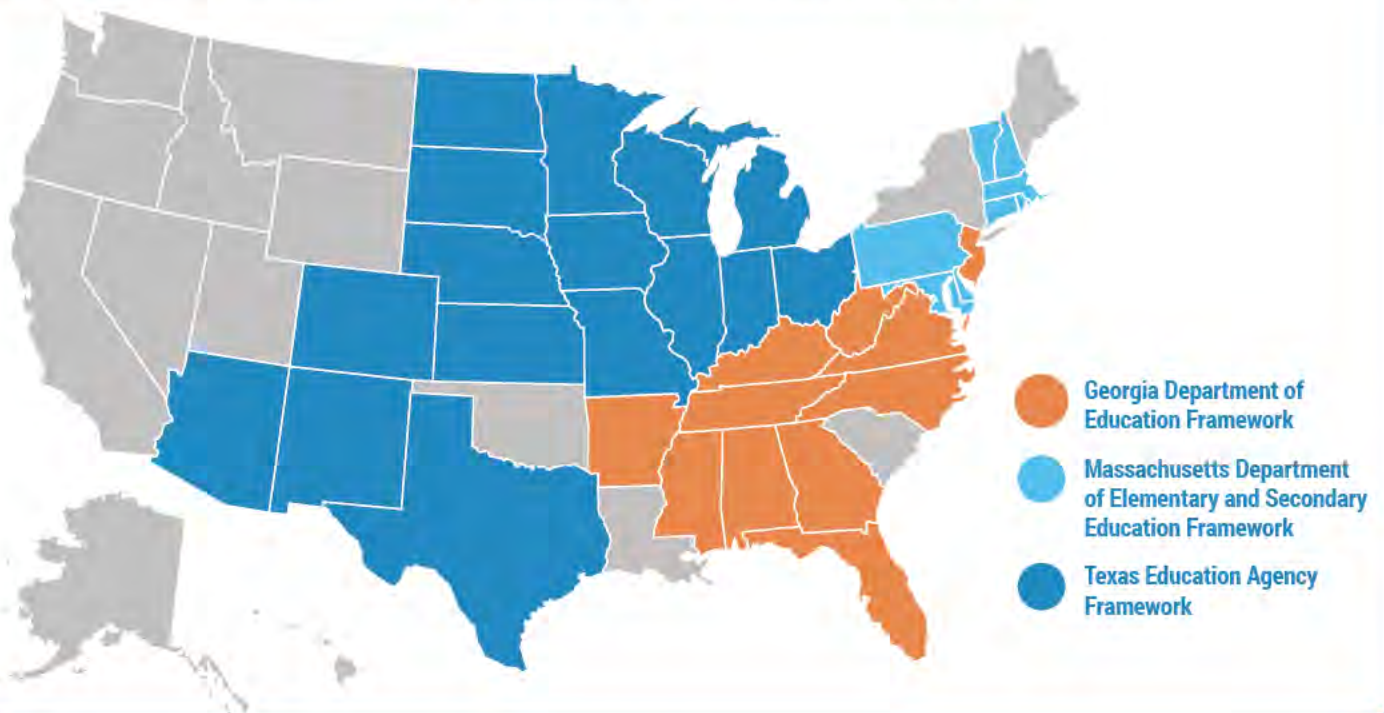 Georgia Department of
Education Framework
Massachusetts Department
of Elementary and Secondary
Education Framework
Texas Education Agency
Framework